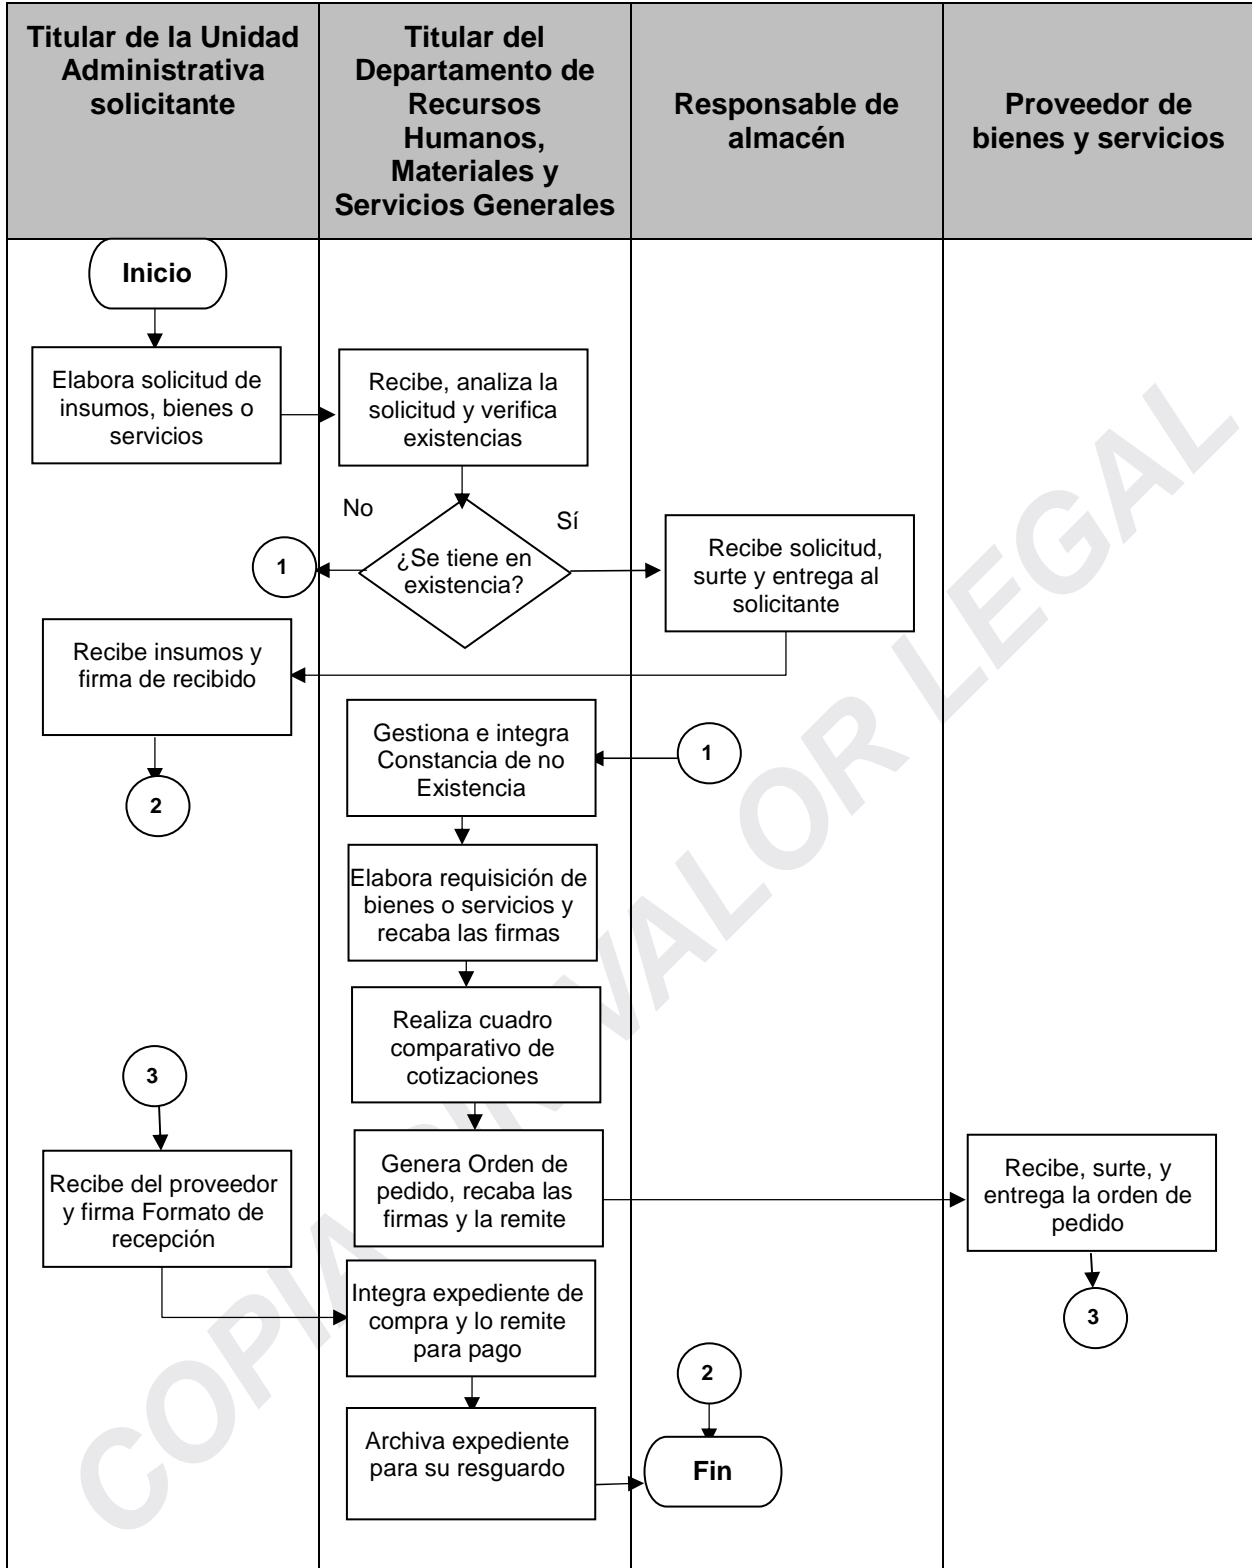 Titular de la Unidad
Administrativa
solicitante
Titular del
Departamento de
Recursos
Humanos,
Materiales y
Servicios Generales
Responsable de
almacén
Proveedor de
bienes y servicios
Inicio
Elabora solicitud de
insumos, bienes o
servicios
Recibe, analiza la
solicitud y verifica
existencias
No
Sí
¿Se tiene en
existencia?
1
Recibe solicitud,
surte y entrega al
solicitante
Recibe insumos y
firma de recibido
2
Gestiona e integra
Constancia de no
Existencia
1
Elabora requisición de
bienes o servicios y
recaba las firmas
Realiza cuadro
comparativo de
cotizaciones
3
Recibe del proveedor
y firma Formato de
recepción
Genera Orden de
pedido, recaba las
firmas y la remite
Recibe, surte, y
entrega la orden de
pedido
3
Integra expediente de
compra y lo remite
para pago
2
Archiva expediente
para su resguardo
Fin
COPIA SIN VALOR LEGAL